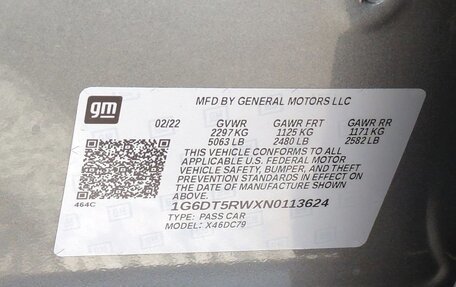 gm
MFD BY GENERAL MOTORS LLC
02/22 GVWR GAWR FRT GAWR RR
2297 KG 1125 KG 1171 KG
5063 LB 2480 LB 2582 LB
THIS VEHICLE CONFORMS TO ALL
APPLICABLE U.S. FEDERAL MOTOR
VEHICLE SAFETY, BUMPER, AND THEFT
PREVENTION STANDARDS IN EFFECT ON THE
DATE OF MANUFACTURE SHOWN
ABOVE.
464C
1G6DT5RWXN0113624
TYPE: PASS CAR
MODEL: X46DC79